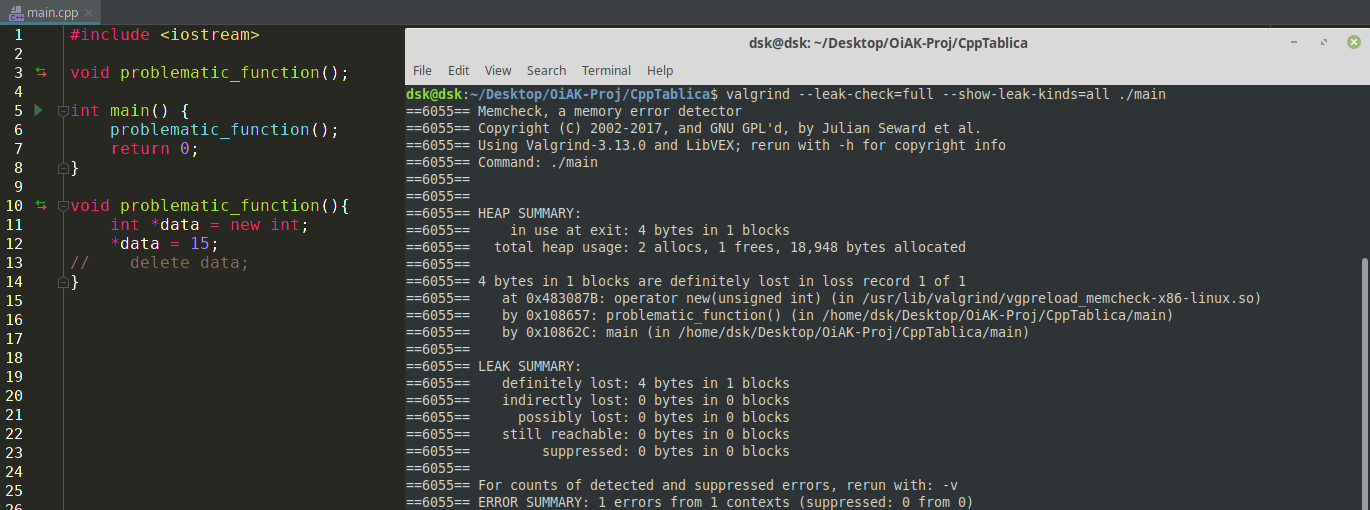 main.cpp
1 #include <iostream>
2
3 void problematic_function();
4
5 int main() {
6     problematic_function();
7     return 0;
8 }
9
10 void problematic_function(){
11     int *data = new int;
12     *data = 15;
13 //    delete data;
14 }
15
16
17
18
19
20
21
22
23
24
25
26
dsk@dsk: ~/Desktop/OiAK-Proj/CppTablica
File Edit View Search Terminal Help
dsk@dsk:~/Desktop/OiAK-Proj/CppTablica$ valgrind --leak-check=full --show-leak-kinds=all ./main
==6055== Memcheck, a memory error detector
==6055== Copyright (C) 2002-2017, and GNU GPL'd, by Julian Seward et al.
==6055== Using Valgrind-3.13.0 and LibVEX; rerun with -h for copyright info
==6055== Command: ./main
==6055==
==6055==
==6055== HEAP SUMMARY:
==6055==     in use at exit: 4 bytes in 1 blocks
==6055==   total heap usage: 2 allocs, 1 frees, 18,948 bytes allocated
==6055==
==6055== 4 bytes in 1 blocks are definitely lost in loss record 1 of 1
==6055==    at 0x483087B: operator new(unsigned int) (in /usr/lib/valgrind/vgpreload_memcheck-x86-linux.so)
==6055==    by 0x108657: problematic_function() (in /home/dsk/Desktop/OiAK-Proj/CppTablica/main)
==6055==    by 0x10862C: main (in /home/dsk/Desktop/OiAK-Proj/CppTablica/main)
==6055==
==6055== LEAK SUMMARY:
==6055==    definitely lost: 4 bytes in 1 blocks
==6055==    indirectly lost: 0 bytes in 0 blocks
==6055==      possibly lost: 0 bytes in 0 blocks
==6055==    still reachable: 0 bytes in 0 blocks
==6055==         suppressed: 0 bytes in 0 blocks
==6055==
==6055== For counts of detected and suppressed errors, rerun with: -v
==6055== ERROR SUMMARY: 1 errors from 1 contexts (suppressed: 0 from 0)